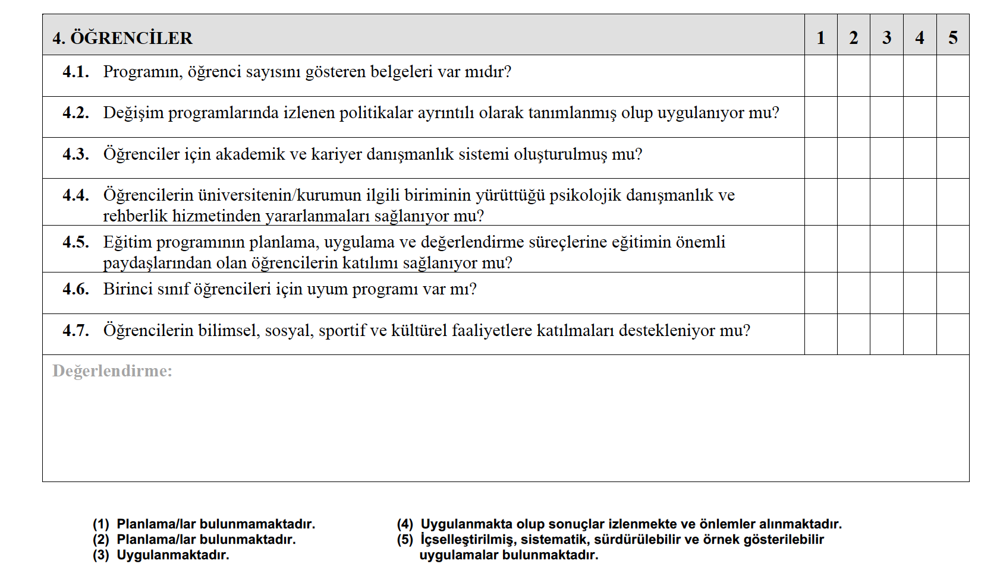 4. ÖĞRENCİLER 1 2 3 4 5
4.1. Programın, öğrenci sayısını gösteren belgeleri var mıdır?
4.2. Değişim programlarında izlenen politikalar ayrıntılı olarak tanımlanmış olup uygulanıyor mu?
4.3. Öğrenciler için akademik ve kariyer danışmanlık sistemi oluşturulmuş mu?
4.4. Öğrencilerin üniversitenin/kurumun ilgili biriminin yürüttüğü psikolojik danışmanlık ve
rehberlik hizmetinden yararlanmaları sağlanıyor mu?
4.5. Eğitim programının planlama, uygulama ve değerlendirme süreçlerine eğitimin önemli
paydaşlarından olan öğrencilerin katılımı sağlanıyor mu?
4.6. Birinci sınıf öğrencileri için uyum programı var mı?
4.7. Öğrencilerin bilimsel, sosyal, sportif ve kültürel faaliyetlere katılmaları destekleniyor mu?
Değerlendirme:
(1) Planlama/lar bulunmamaktadır.
(2) Planlama/lar bulunmaktadır.
(3) Uygulanmaktadır.
(4) Uygulanmakta olup sonuçlar izlenmekte ve önlemler alınmaktadır.
(5) İçselleştirilmiş, sistematik, sürdürülebilir ve örnek gösterilebilir
uygulamalar bulunmaktadır.